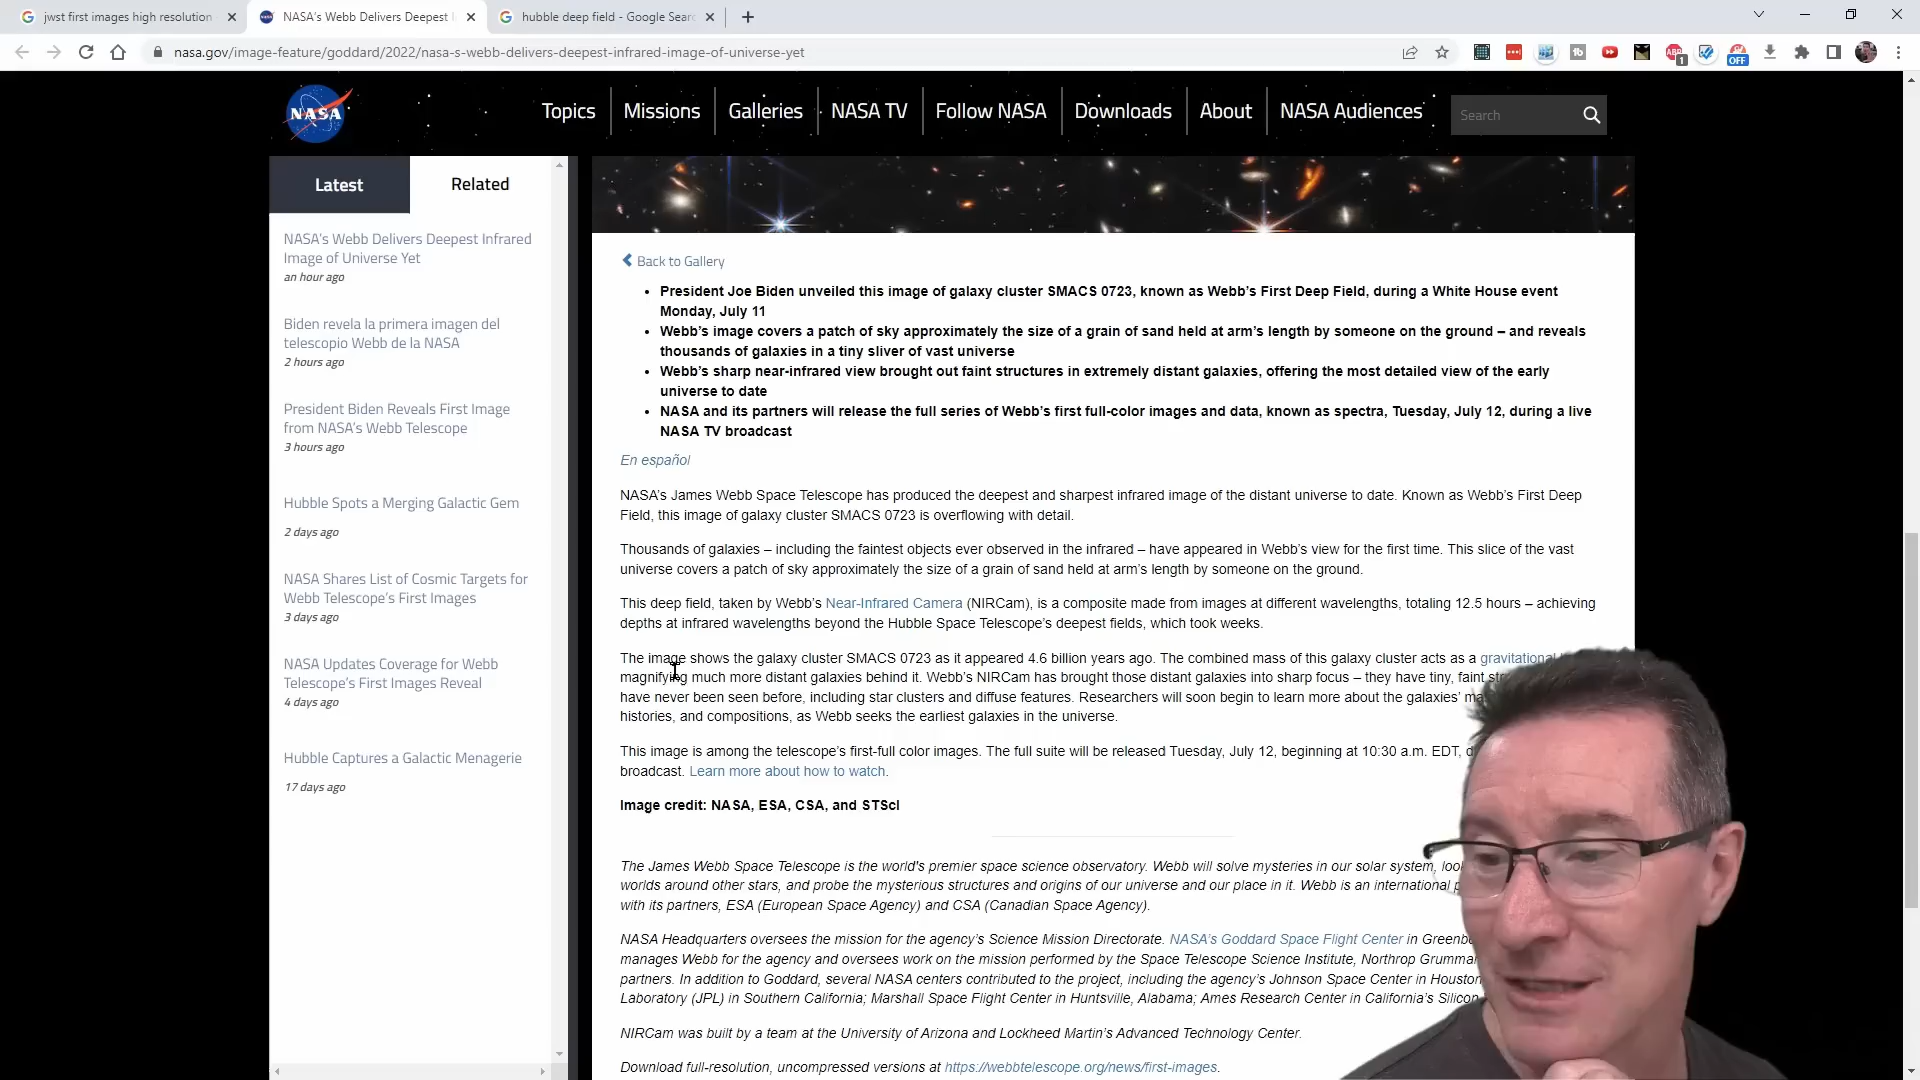 jwst first images high resolution
NASA's Webb Delivers Deepest I
hubble deep field - Google Sear
nasa.gov/image-feature/goddard/2022/nasa-s-webb-delivers-deepest-infrared-image-of-universe-yet
ABP
1
OFF
NASA
Topics
Missions
Galleries
NASA TV
Follow NASA
Downloads
About
NASA Audiences
Search
Latest
Related
NASA's Webb Delivers Deepest Infrared
Image of Universe Yet
an hour ago
Biden revela la primera imagen del
telescopio Webb de la NASA
2 hours ago
President Biden Reveals First Image
from NASA's Webb Telescope
3 hours ago
Hubble Spots a Merging Galactic Gem
2 days ago
NASA Shares List of Cosmic Targets for
Webb Telescope's First Images
3 days ago
NASA Updates Coverage for Webb
Telescope's First Images Reveal
4 days ago
Hubble Captures a Galactic Menagerie
17 days ago
Back to Gallery
• President Joe Biden unveiled this image of galaxy cluster SMACS 0723, known as Webb's First Deep Field, during a White House event
Monday, July 11
• Webb's image covers a patch of sky approximately the size of a grain of sand held at arm's length by someone on the ground – and reveals
thousands of galaxies in a tiny sliver of vast universe
• Webb's sharp near-infrared view brought out faint structures in extremely distant galaxies, offering the most detailed view of the early
universe to date
• NASA and its partners will release the full series of Webb's first full-color images and data, known as spectra, Tuesday, July 12, during a live
NASA TV broadcast
En español
NASA's James Webb Space Telescope has produced the deepest and sharpest infrared image of the distant universe to date. Known as Webb's First Deep
Field, this image of galaxy cluster SMACS 0723 is overflowing with detail.
Thousands of galaxies – including the faintest objects ever observed in the infrared – have appeared in Webb's view for the first time. This slice of the vast
universe covers a patch of sky approximately the size of a grain of sand held at arm's length by someone on the ground.
This deep field, taken by Webb's Near-Infrared Camera (NIRCam), is a composite made from images at different wavelengths, totaling 12.5 hours – achieving
depths at infrared wavelengths beyond the Hubble Space Telescope's deepest fields, which took weeks.
The image shows the galaxy cluster SMACS 0723 as it appeared 4.6 billion years ago. The combined mass of this galaxy cluster acts as a gravitational
magnifying much more distant galaxies behind it. Webb's NIRCam has brought those distant galaxies into sharp focus – they have tiny, faint
have never been seen before, including star clusters and diffuse features. Researchers will soon begin to learn more about the galaxies'
histories, and compositions, as Webb seeks the earliest galaxies in the universe.
This image is among the telescope's first-full color images. The full suite will be released Tuesday, July 12, beginning at 10:30 a.m. EDT,
broadcast. Learn more about how to watch.
Image credit: NASA, ESA, CSA, and STScI
The James Webb Space Telescope is the world's premier space science observatory. Webb will solve mysteries in our solar system,
worlds around other stars, and probe the mysterious structures and origins of our universe and our place in it. Webb is an international
with its partners, ESA (European Space Agency) and CSA (Canadian Space Agency).
NASA Headquarters oversees the mission for the agency's Science Mission Directorate. NASA's Goddard Space Flight Center in
manages Webb for the agency and oversees work on the mission performed by the Space Telescope Science Institute, Northrop
partners. In addition to Goddard, several NASA centers contributed to the project, including the agency's Johnson Space Center in Houston
Laboratory (JPL) in Southern California; Marshall Space Flight Center in Huntsville, Alabama; Ames Research Center in California's Silicon
NIRCam was built by a team at the University of Arizona and Lockheed Martin's Advanced Technology Center.
Download full-resolution, uncompressed versions at https://webbtelescope.org/news/first-images.